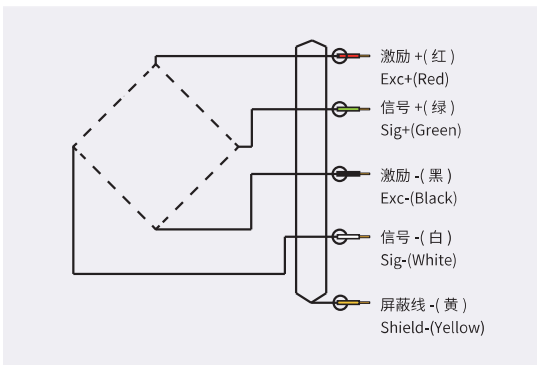 激励 +( 红 )
Exc+(Red)
信号 +( 绿 )
Sig+(Green)
激励 -( 黑 )
Exc-(Black)
信号 -( 白 )
Sig-(White)
屏蔽线 -( 黄 )
Shield-(Yellow)